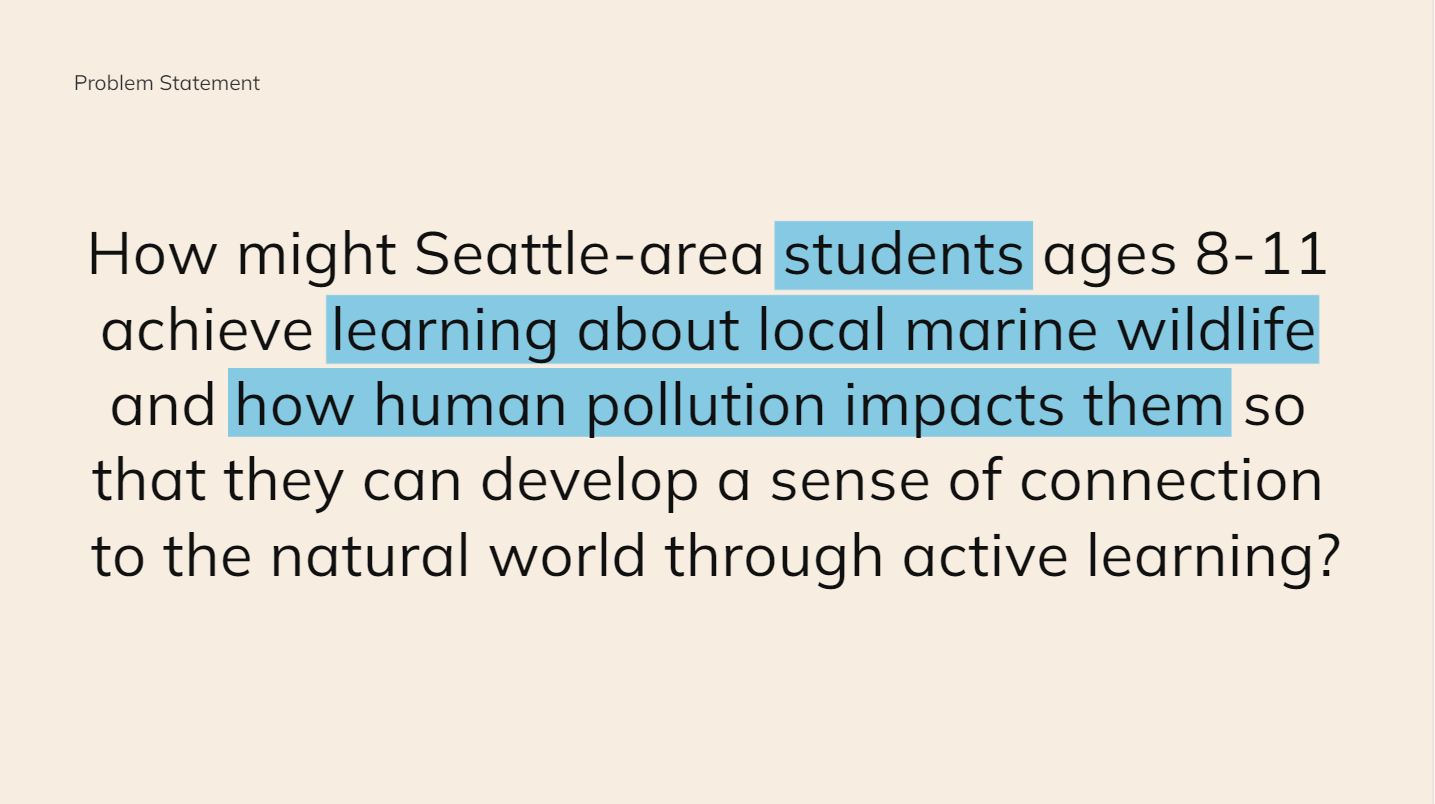 Problem Statement
How might Seattle-area students ages 8-11
achieve learning about local marine wildlife
and how human pollution impacts them so
that they can develop a sense of connection
to the natural world through active learning?